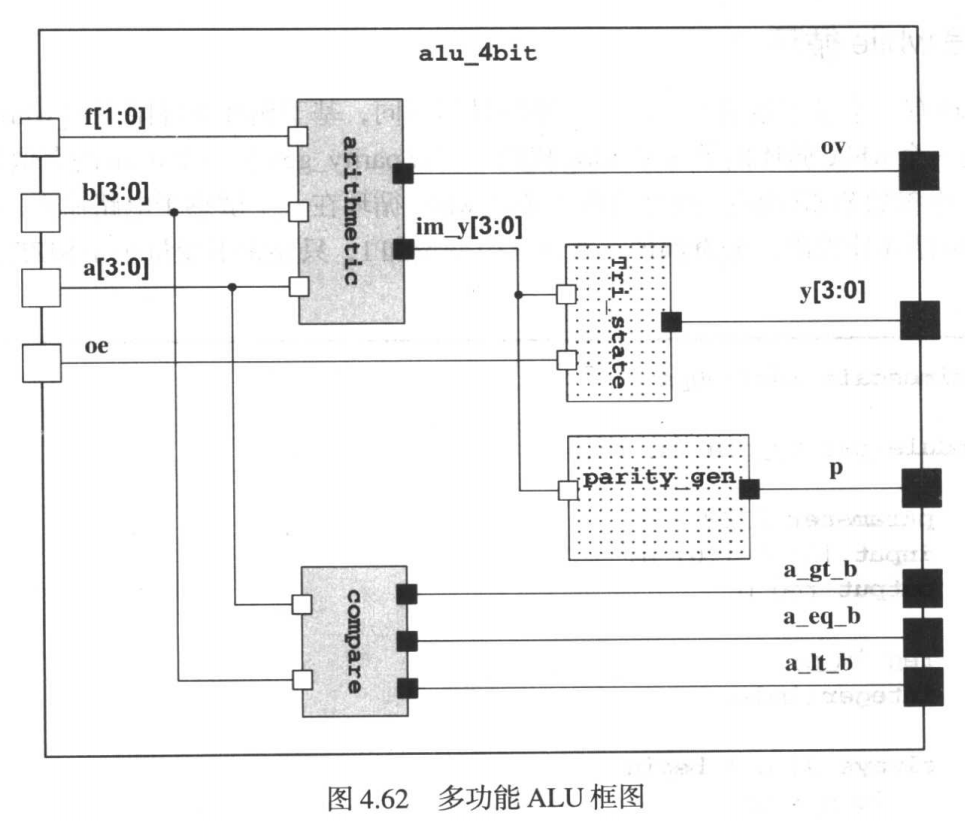 alu_4bit
f[1:0]
b[3:0]
a[3:0]
oe
arithmetic
ov
im_y[3:0]
Tri_state
y[3:0]
parity_gen
p
compare
a_gt_b
a_eq_b
a_lt_b
图 4.62 多功能 ALU 框图